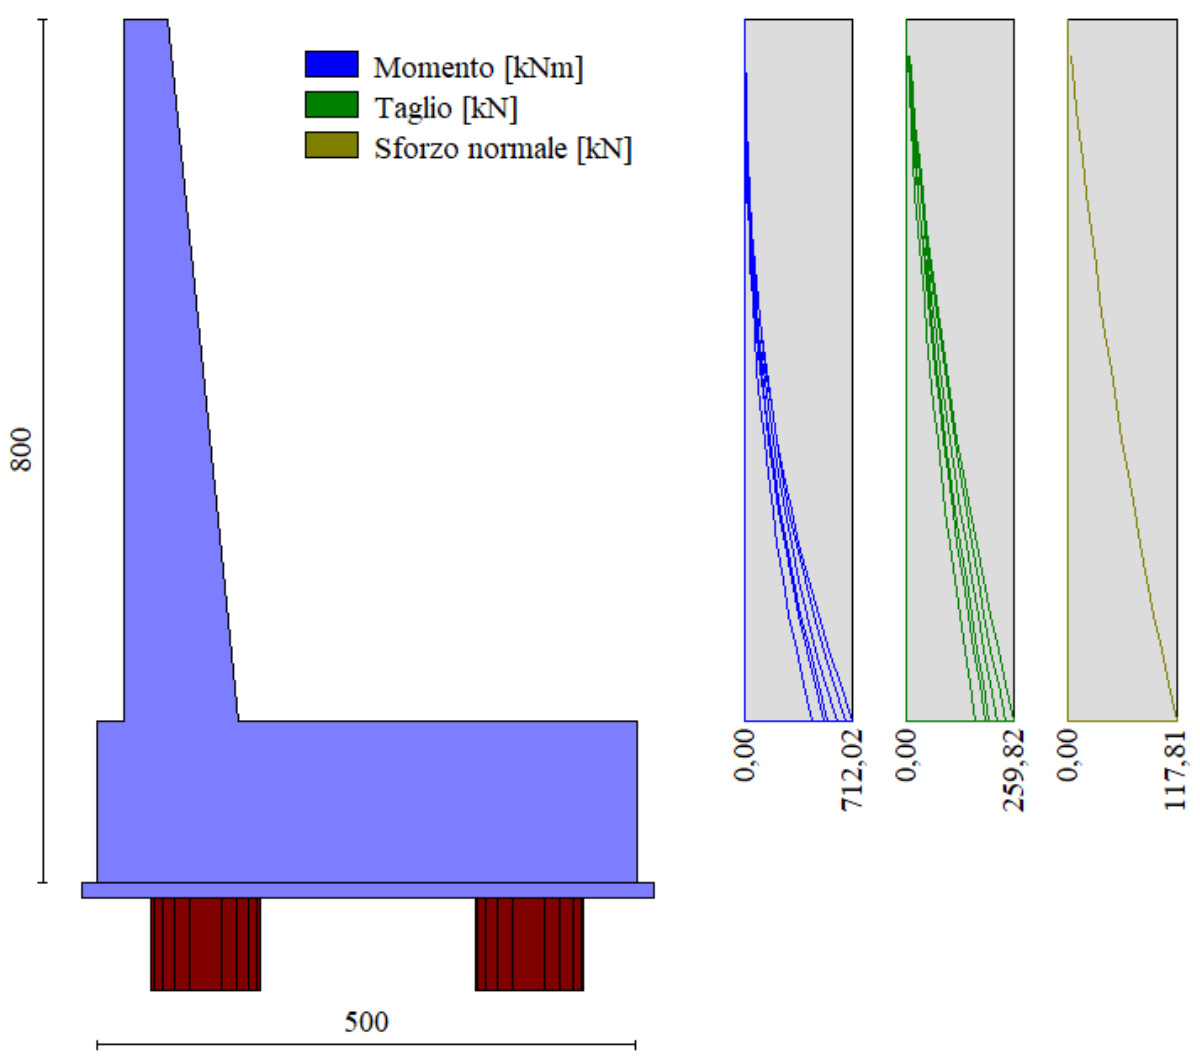 Momento [kNm]
Taglio [kN]
Sforzo normale [kN]
800
0,00
712,02
0,00
259,82
0,00
117,81
500